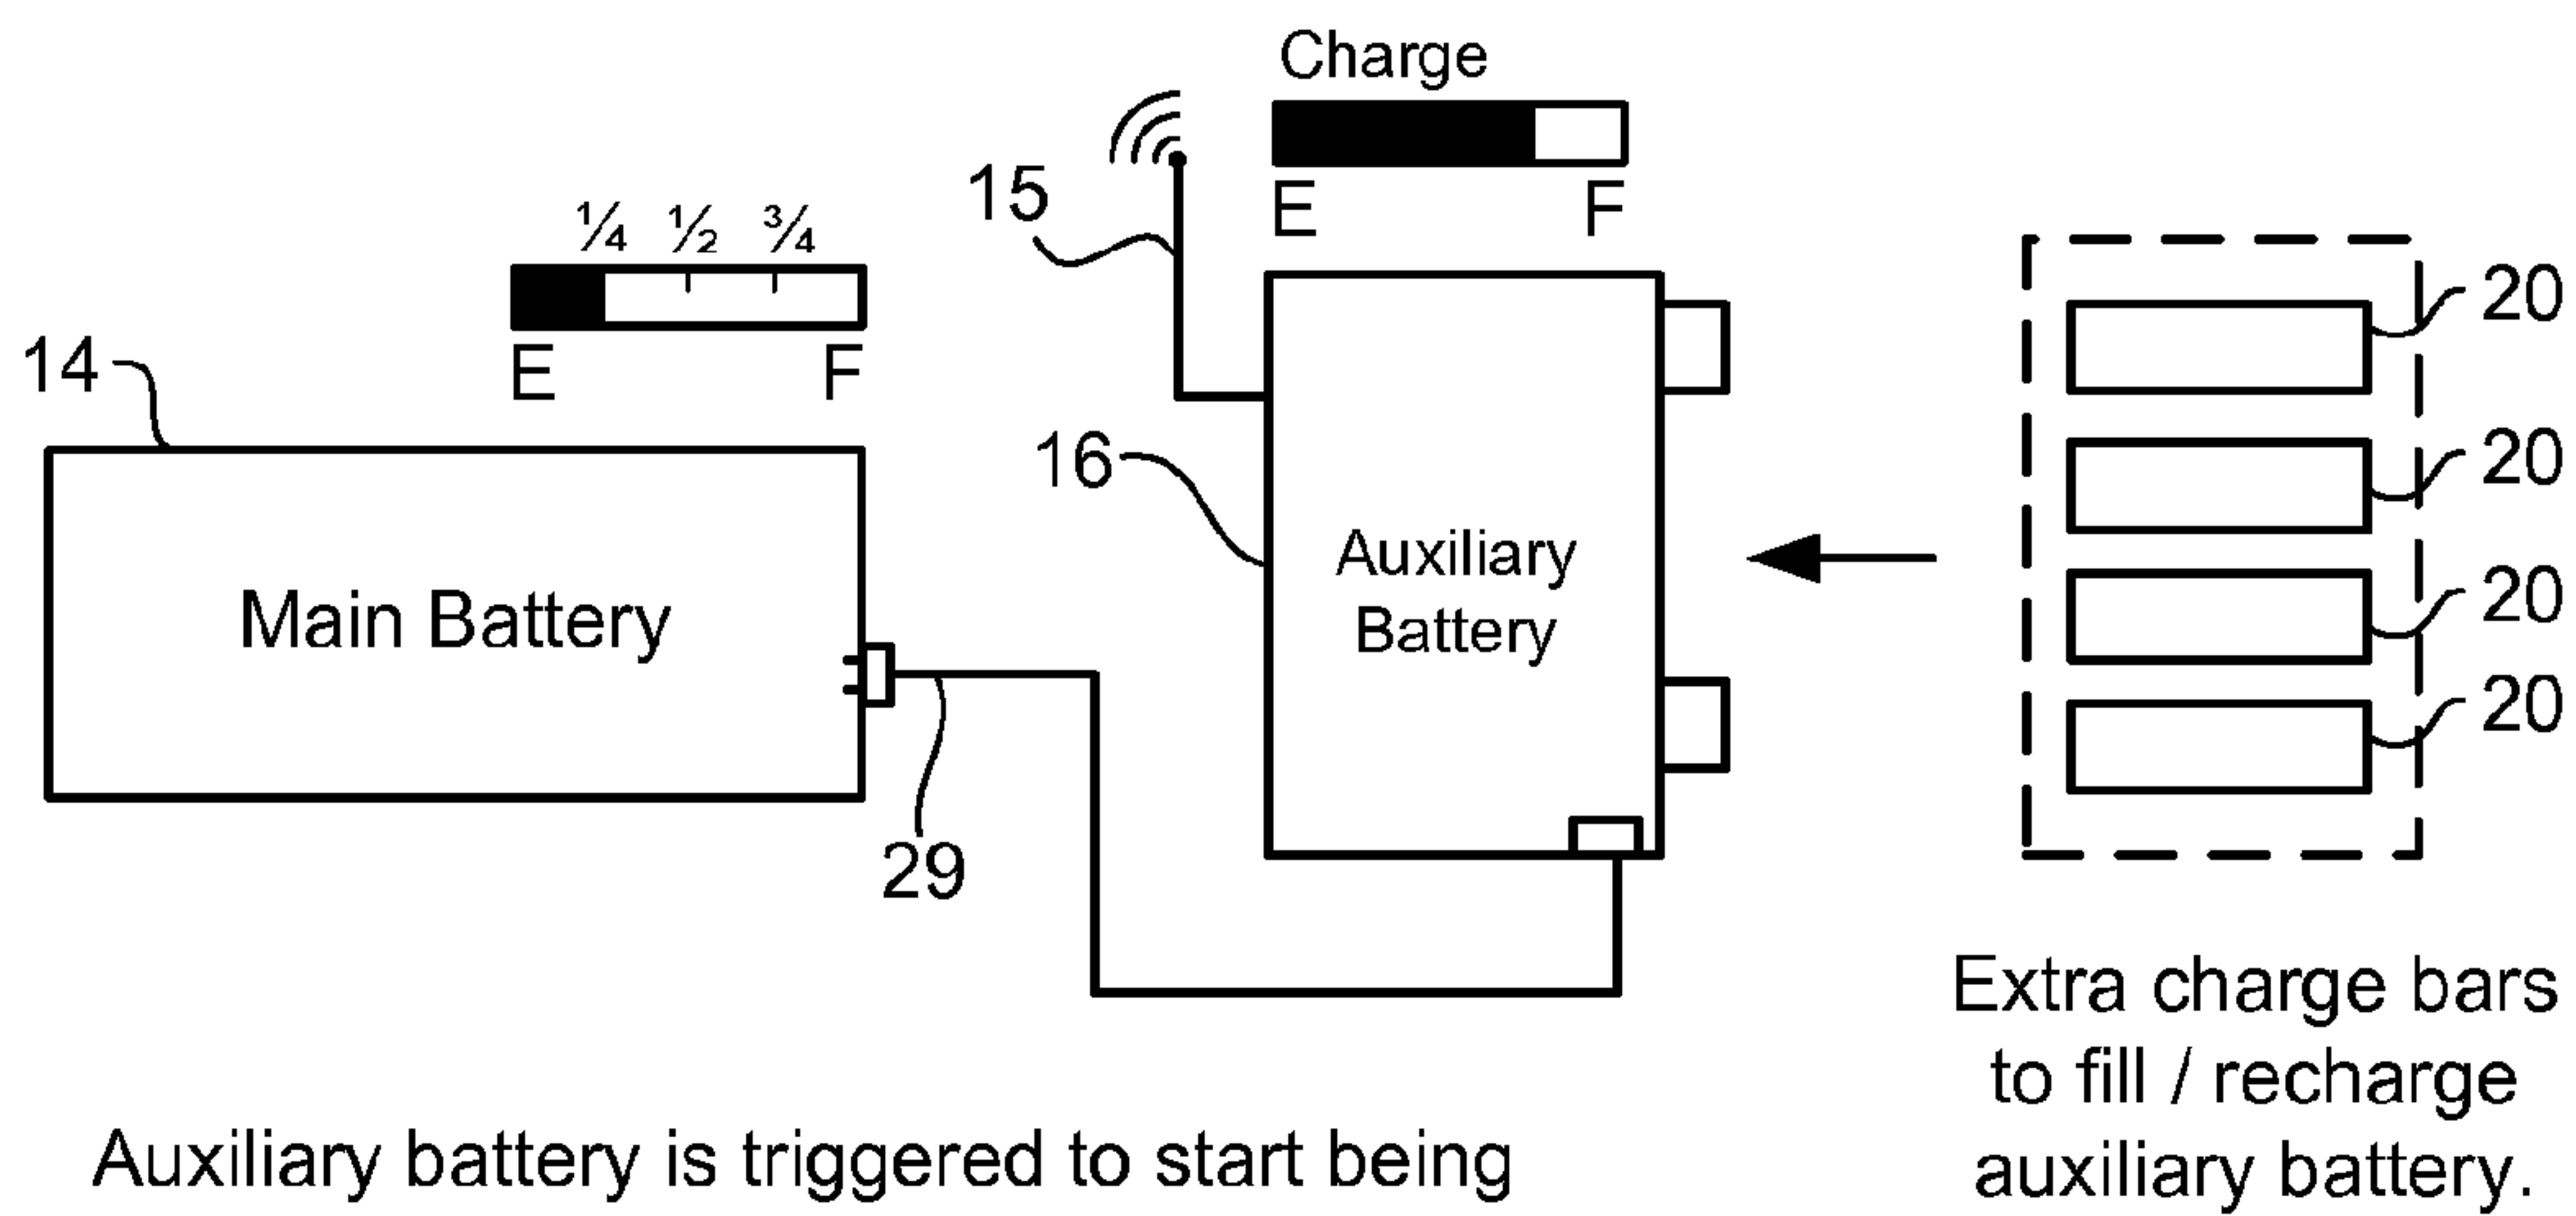 Charge
E F
15
¼ ½ ¾
E F
14
16
Main Battery
Auxiliary
Battery
29
20
20
20
20
Extra charge bars
to fill / recharge
auxiliary battery.
Auxiliary battery is triggered to start being